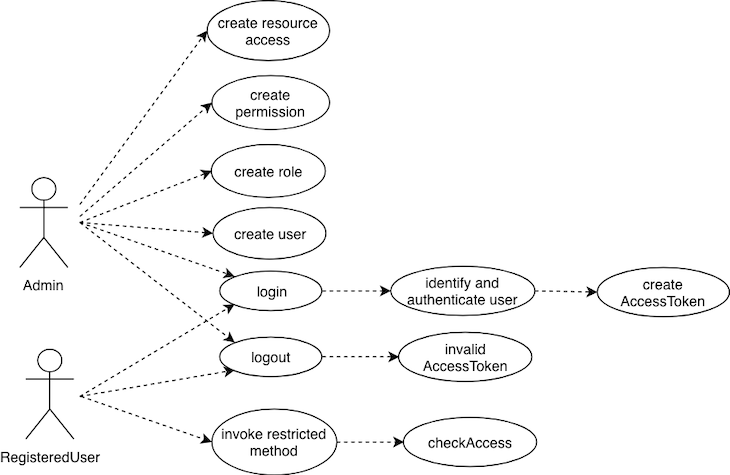 create resource
access
create
permission
create role
create user
Admin
login
identify and
authenticate user
create
AccessToken
logout
invalid
AccessToken
RegisteredUser
invoke restricted
method
checkAccess